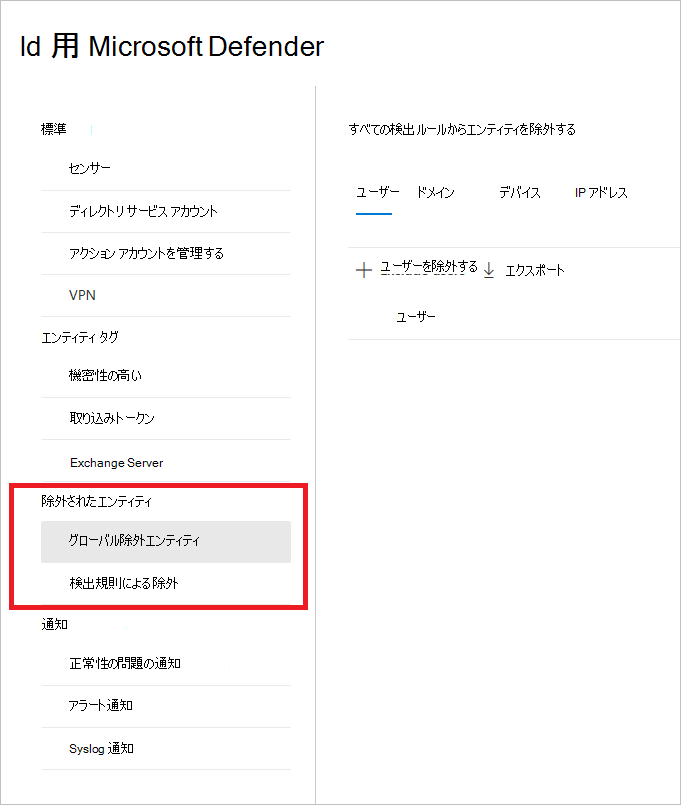 Id 用 Microsoft Defender
標準
センサー
ディレクトリ サービス アカウント
アクション アカウントを管理する
VPN
エンティティ タグ
機密性の高い
取り込みトークン
Exchange Server
除外されたエンティティ
グローバル除外エンティティ
検出規則による除外
通知
正常性の問題の通知
アラート通知
Syslog 通知
すべての検出ルールからエンティティを除外する
ユーザー ドメイン デバイス IP アドレス
ユーザーを除外する エクスポート
ユーザー